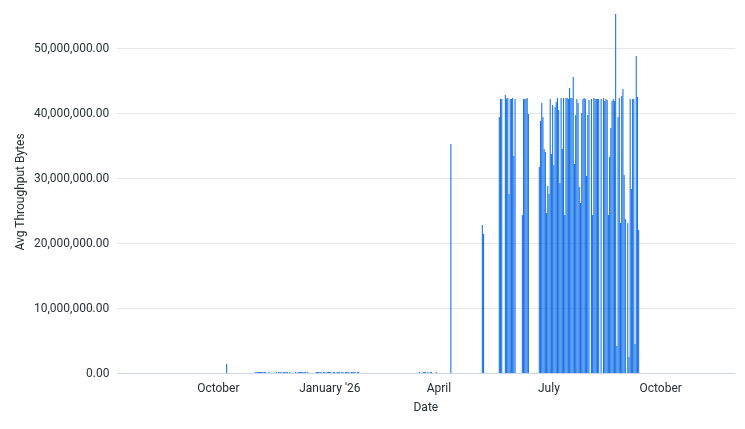 50,000,000.00
40,000,000.00
30,000,000.00
20,000,000.00
10,000,000.00
0.00
Avg Throughput Bytes
October
January '26
April
July
October
Date